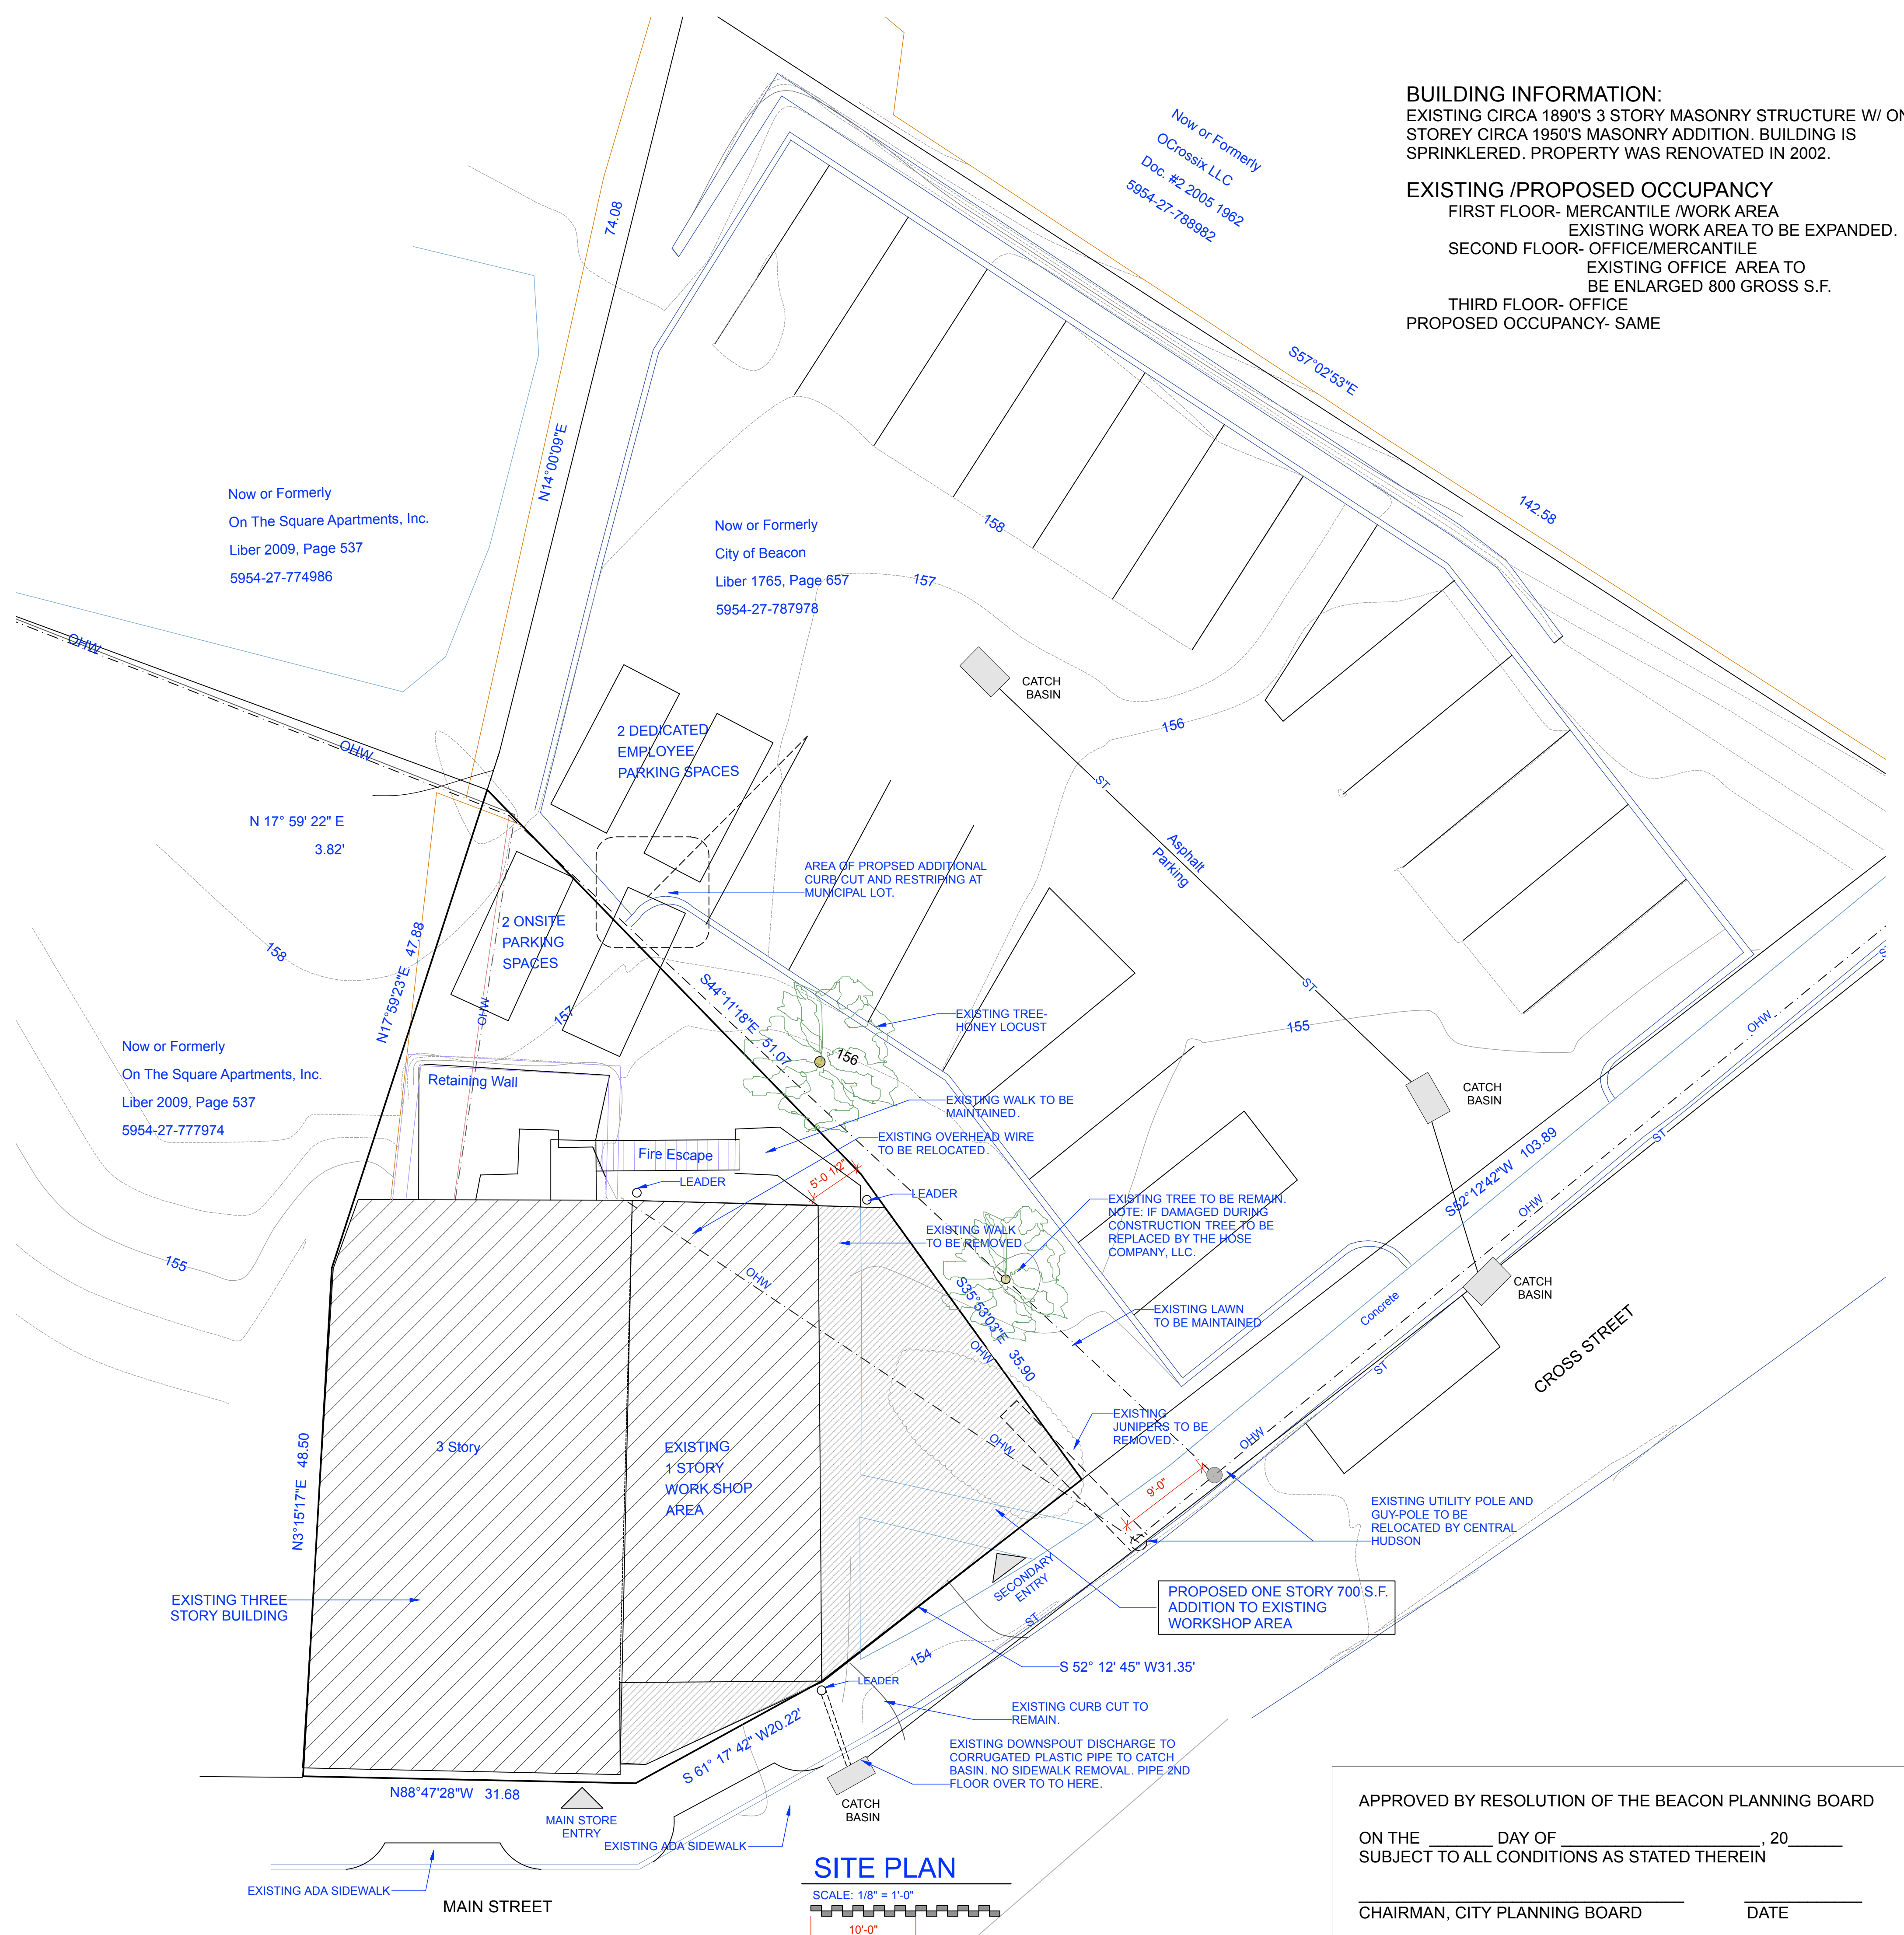 BUILDING INFORMATION:
EXISTING CIRCA 1890'S 3 STORY MASONRY STRUCTURE W/
STOREY CIRCA 1950'S MASONRY ADDITION. BUILDING IS
SPRINKLERED. PROPERTY WAS RENOVATED IN 2002.
EXISTING /PROPOSED OCCUPANCY
FIRST FLOOR- MERCANTILE /WORK AREA
EXISTING WORK AREA TO BE EXPANDED.
SECOND FLOOR- OFFICE/MERCANTILE
EXISTING OFFICE AREA TO
BE ENLARGED 800 GROSS S.F.
THIRD FLOOR- OFFICE
PROPOSED OCCUPANCY- SAME
Now or Formerly
OCrossix LLC
Doc. #2 2005 1962
5954-27-788982
74.08
N14°00'09"E
S57°02'53"E
142.58
Now or Formerly
On The Square Apartments, Inc.
Liber 2009, Page 537
5954-27-774986
Now or Formerly
City of Beacon
Liber 1765, Page 657
5954-27-787978
158
157
156
OHW
OHW
CATCH
BASIN
ST
Asphalt
Parking
ST
155
2 DEDICATED
EMPLOYEE
PARKING SPACES
N 17° 59' 22" E
3.82'
AREA OF PROPSED ADDITIONAL
CURB CUT AND RESTRIPING AT
MUNICIPAL LOT.
2 ONSITE
PARKING
SPACES
158
N17°59'23"E 47.88
OHW
157
S44°11'18"E 51.07
156
EXISTING TREE-
HONEY LOCUST
Now or Formerly
On The Square Apartments, Inc.
Liber 2009, Page 537
5954-27-777974
Retaining Wall
EXISTING WALK TO BE
MAINTAINED.
EXISTING OVERHEAD WIRE
TO BE RELOCATED.
Fire Escape
5'-0 1/2"
LEADER
LEADER
EXISTING WALK
TO BE REMOVED
EXISTING TREE TO BE REMAIN.
NOTE: IF DAMAGED DURING
CONSTRUCTION TREE TO BE
REPLACED BY THE HOSE
COMPANY, LLC.
CATCH
BASIN
S52°12'42"W 103.89
OHW
ST
OHW
CATCH
BASIN
155
OHW
S35°53'03"E 35.90
OHW
EXISTING LAWN
TO BE MAINTAINED
Concrete
ST
CROSS STREET
N3°15'17"E 48.50
3 Story
EXISTING
1 STORY
WORK SHOP
AREA
EXISTING
JUNIPERS TO BE
REMOVED.
OHW
OHW
9'-0"
EXISTING UTILITY POLE AND
GUY-POLE TO BE
RELOCATED BY CENTRAL
HUDSON
EXISTING THREE
STORY BUILDING
SECONDARY
ENTRY
ST
PROPOSED ONE STORY 700 S.F.
ADDITION TO EXISTING
WORKSHOP AREA
154
S 52° 12' 45" W31.35'
LEADER
EXISTING CURB CUT TO
REMAIN.
S 61° 17' 42" W20.22'
EXISTING DOWNSPOUT DISCHARGE TO
CORRUGATED PLASTIC PIPE TO CATCH
BASIN. NO SIDEWALK REMOVAL. PIPE 2ND
FLOOR OVER TO TO HERE.
N88°47'28"W 31.68
MAIN STORE
ENTRY
CATCH
BASIN
EXISTING ADA SIDEWALK
EXISTING ADA SIDEWALK
MAIN STREET
SITE PLAN
SCALE: 1/8" = 1'-0"
10'-0"
APPROVED BY RESOLUTION OF THE BEACON PLANNING BOARD
ON THE DAY OF , 20
SUBJECT TO ALL CONDITIONS AS STATED THEREIN
CHAIRMAN, CITY PLANNING BOARD DATE